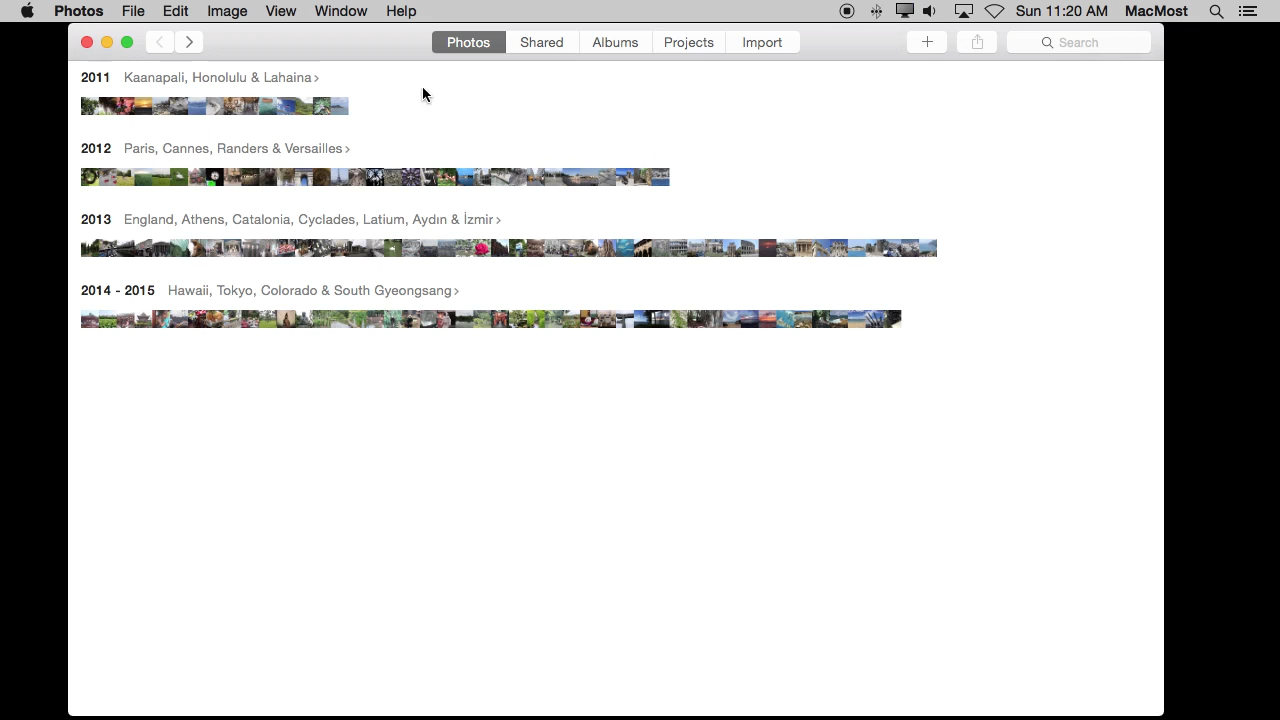 Photos File Edit Image View Window Help Sun 11:20 AM MacMost
Photos Shared Albums Projects Import + Search
2011 Kaanapali, Honolulu & Lahaina >
2012 Paris, Cannes, Randers & Versailles >
2013 England, Athens, Catalonia, Cyclades, Latium, Aydın & İzmir >
2014 - 2015 Hawaii, Tokyo, Colorado & South Gyeongsang >